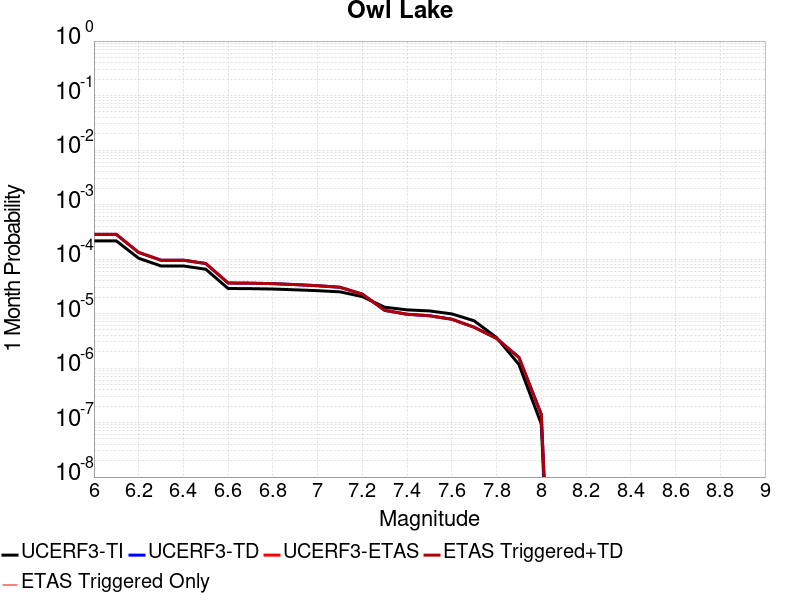 Owl Lake
10^0
10^-1
10^-2
10^-3
10^-4
10^-5
10^-6
10^-7
10^-8
1 Month Probability
6 6.2 6.4 6.6 6.8 7 7.2 7.4 7.6 7.8 8 8.2 8.4 8.6 8.8 9
Magnitude
UCERF3-TI UCERF3-TD UCERF3-ETAS ETAS Triggered+TD
ETAS Triggered Only